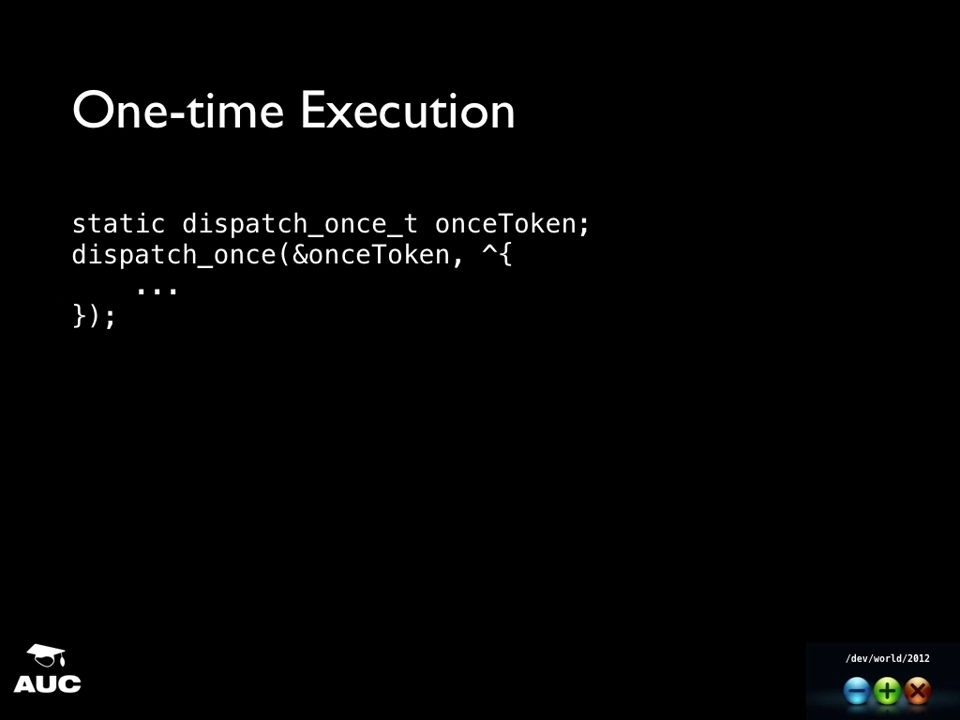 One-time Execution
static dispatch_once_t onceToken;
dispatch_once(&onceToken, ^{
    ...
});
AUC
/dev/world/2012